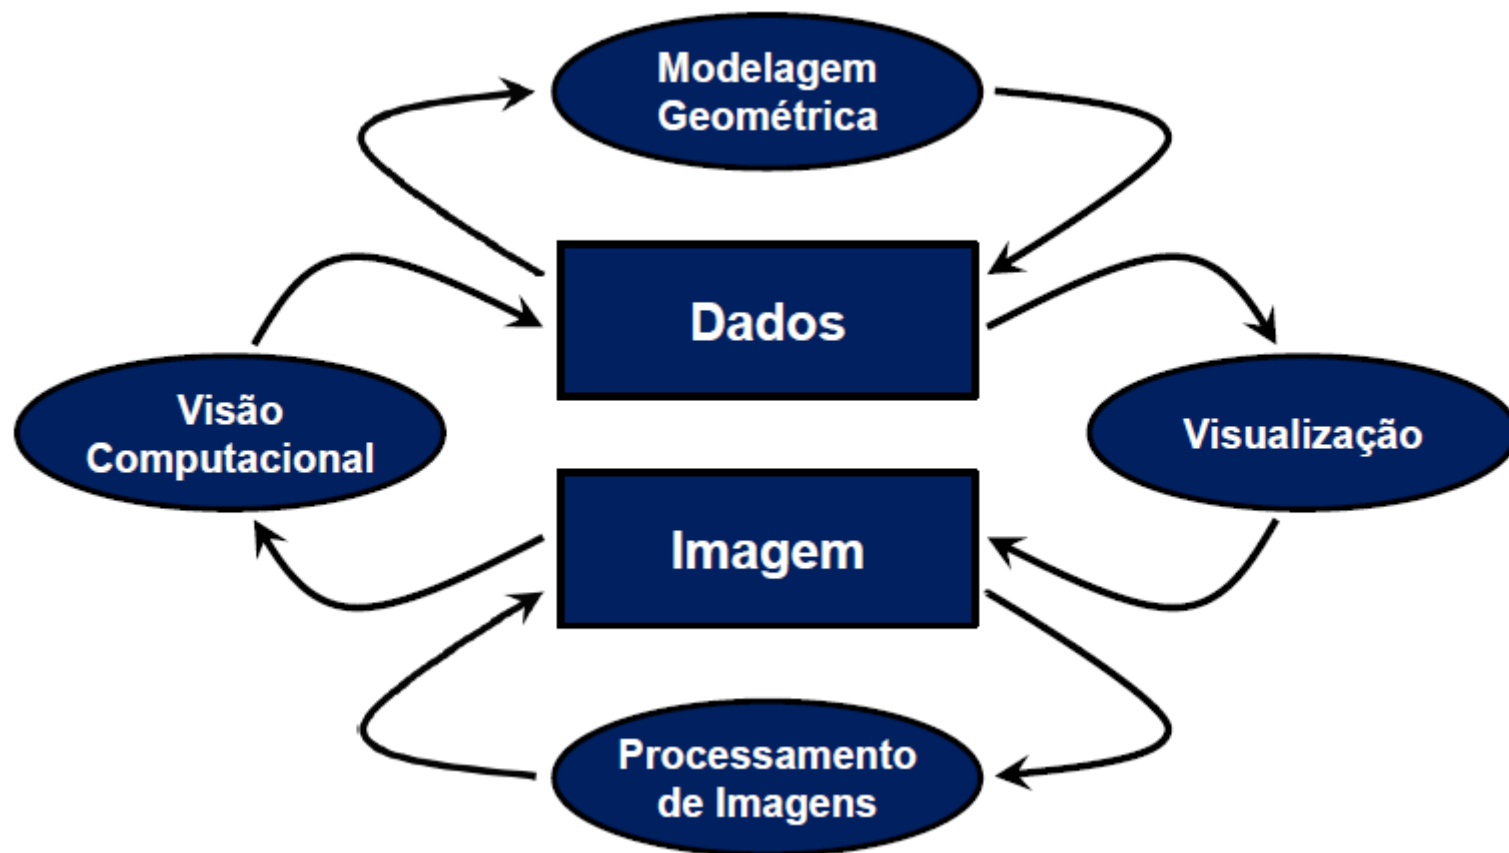 Modelagem
Geométrica
Dados
Visão
Computacional
Visualização
Imagem
Processamento
de Imagens